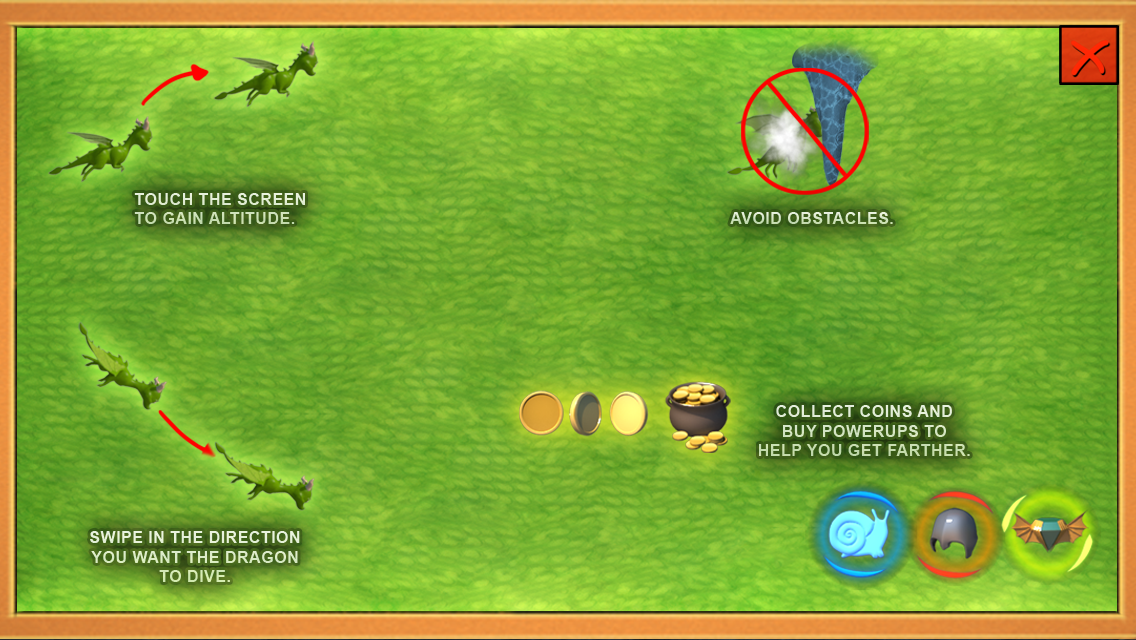 TOUCH THE SCREEN
TO GAIN ALTITUDE.
AVOID OBSTACLES.
COLLECT COINS AND
BUY POWERUPS TO
HELP YOU GET FARTHER.
SWIPE IN THE DIRECTION
YOU WANT THE DRAGON
TO DIVE.